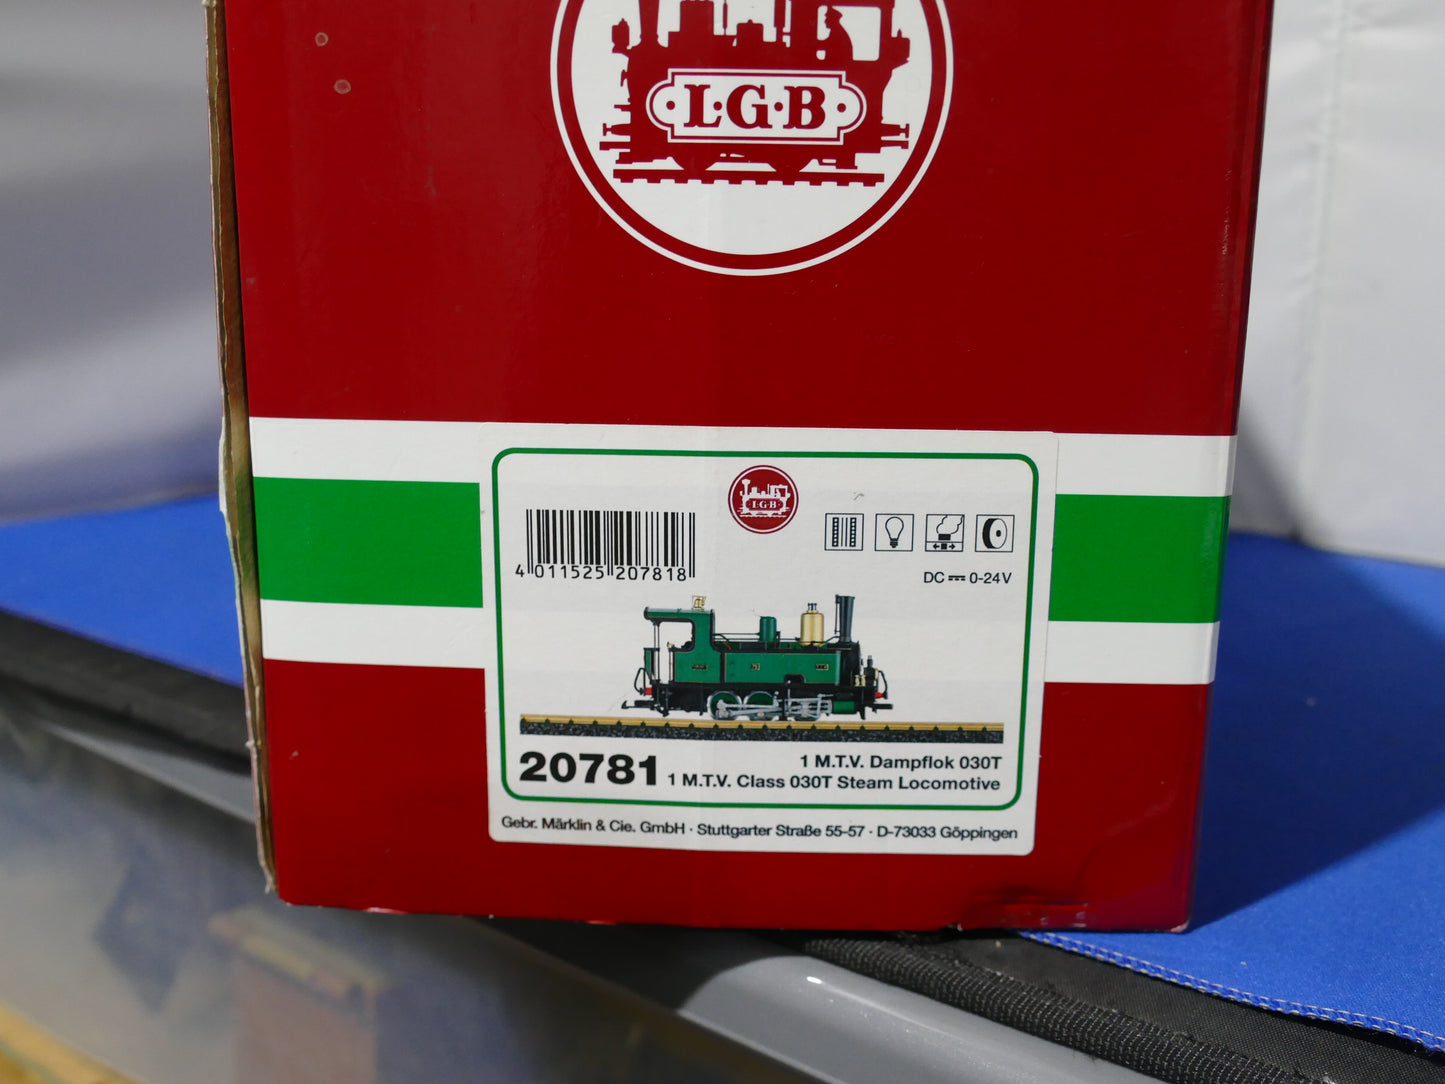 L·G·B
L·G·B
4 011525 207818
DC ⎓ 0-24V
20781
1 M.T.V. Dampflok 030T
1 M.T.V. Class 030T Steam Locomotive
Gebr. Märklin & Cie. GmbH · Stuttgarter Straße 55-57 · D-73033 Göppingen